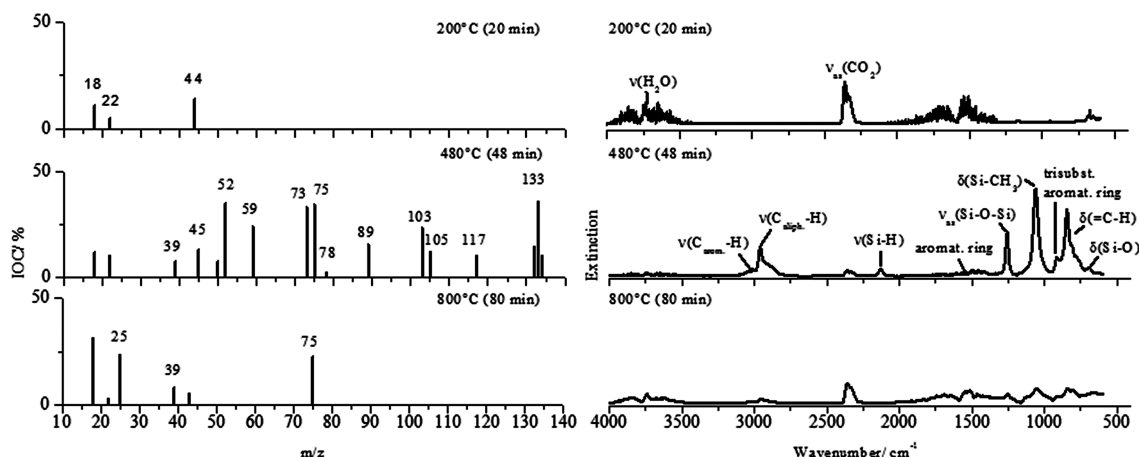 50
200°C (20 min)
18
22
44
0
480°C (48 min)
50
52
73
75
133
59
103
39
45
78
89
105
117
0
IOC/ %
800°C (80 min)
50
25
39
75
0
10 20 30 40 50 60 70 80 90 100 110 120 130 140
m/z
200°C (20 min)
ν(H₂O)
νas(CO₂)
480°C (48 min)
δ(Si-CH₃)
trisubst.
aromat. ring
νas(Si-O-Si)
ν(Caliph.-H)
ν(Carom.-H)
ν(Si-H)
aromat. ring
δ(=C-H)
δ(Si-O)
Extinction
800°C (80 min)
4000 3500 3000 2500 2000 1500 1000 500
Wavenumber/ cm⁻¹